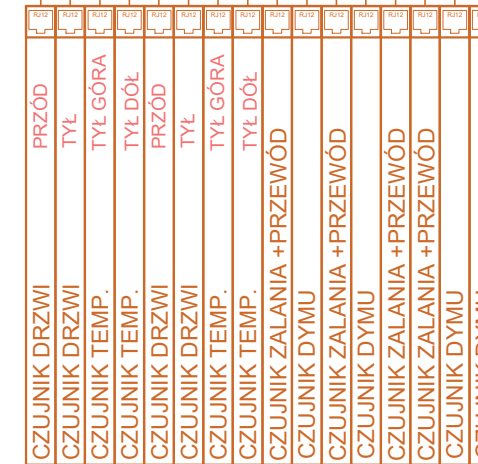 RJ12 RJ12 RJ12 RJ12 RJ12 RJ12 RJ12 RJ12 RJ12 RJ12 RJ12 RJ12 RJ12 RJ12 RJ12
CZUJNIK DRZWI PRZÓD
CZUJNIK DRZWI TYŁ
CZUJNIK TEMP. TYŁ GÓRA
CZUJNIK TEMP. TYŁ DÓŁ
CZUJNIK DRZWI PRZÓD
CZUJNIK DRZWI TYŁ
CZUJNIK TEMP. TYŁ GÓRA
CZUJNIK TEMP. TYŁ DÓŁ
CZUJNIK ZALANIA +PRZEWÓD
CZUJNIK DYMU
CZUJNIK ZALANIA +PRZEWÓD
CZUJNIK DYMU
CZUJNIK ZALANIA +PRZEWÓD
CZUJNIK ZALANIA +PRZEWÓD
CZUJNIK DYMU